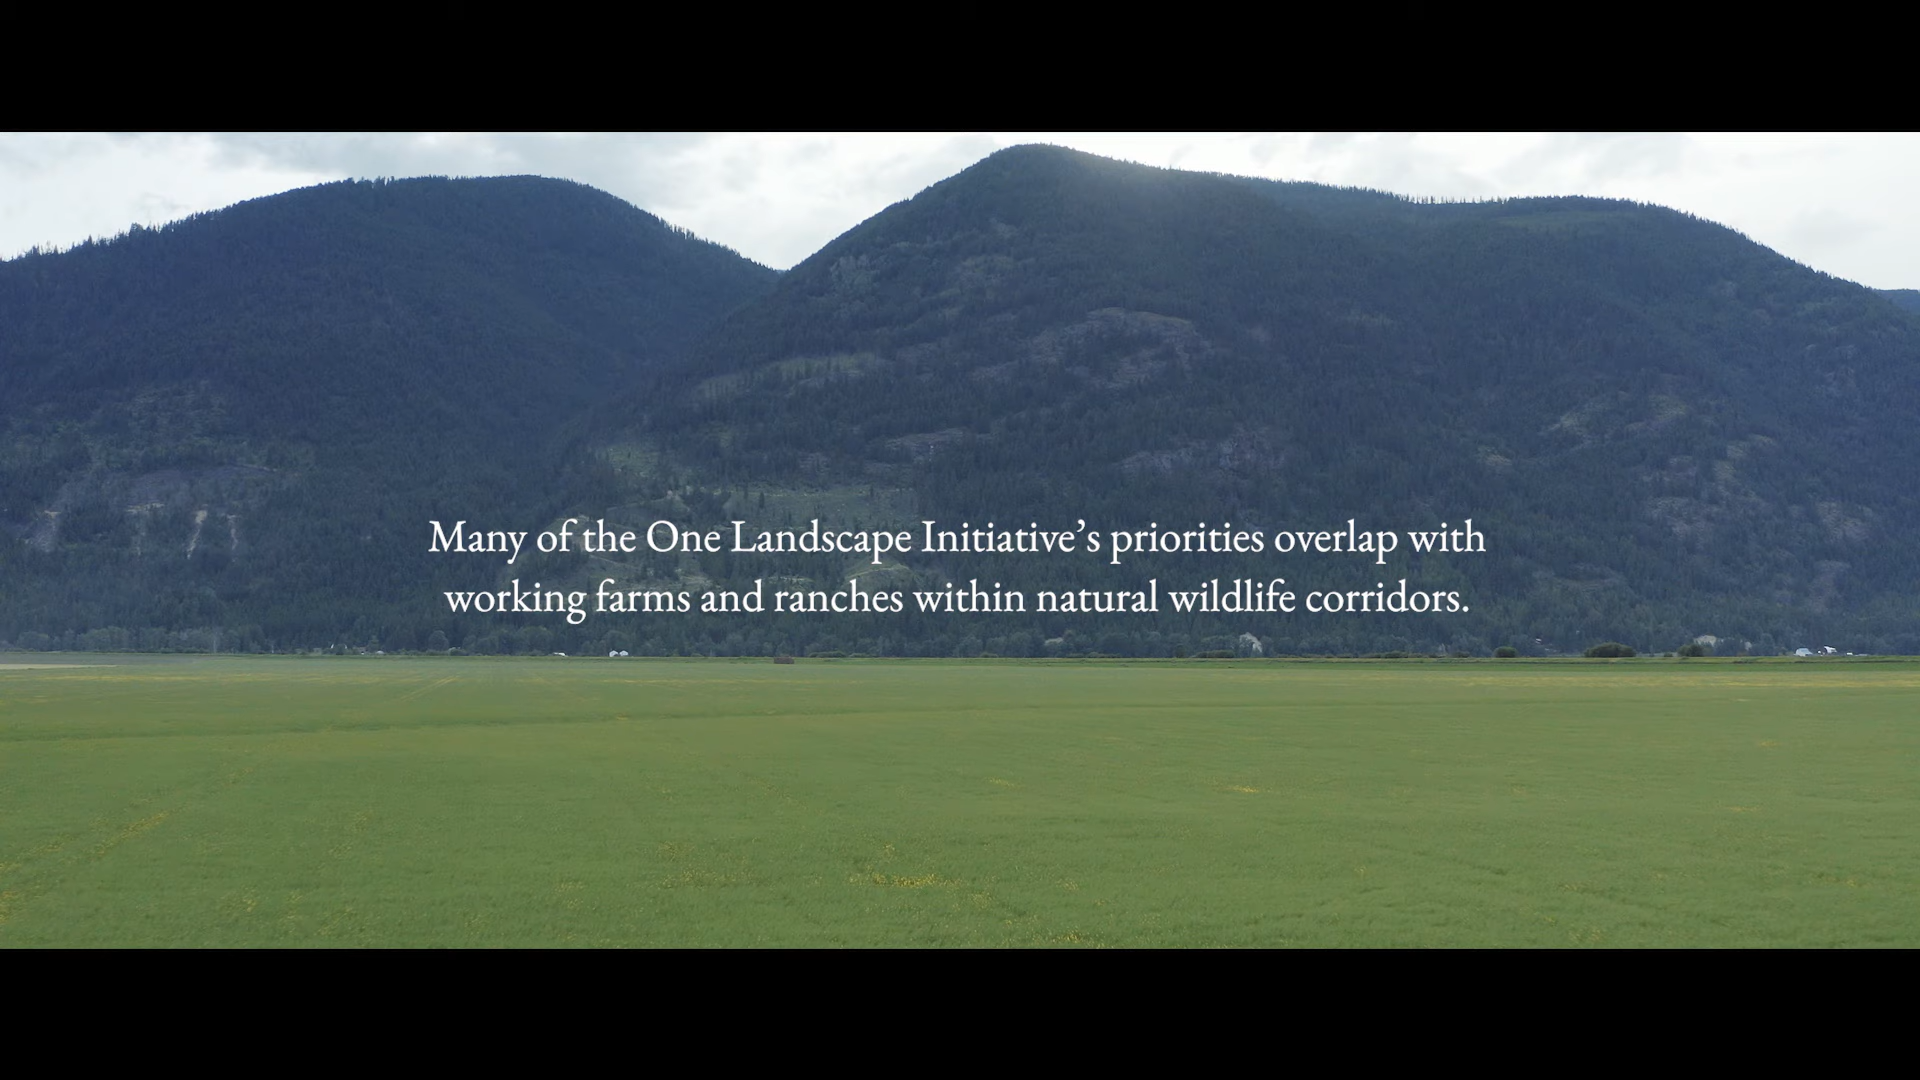 Many of the One Landscape Initiative’s priorities overlap with
working farms and ranches within natural wildlife corridors.